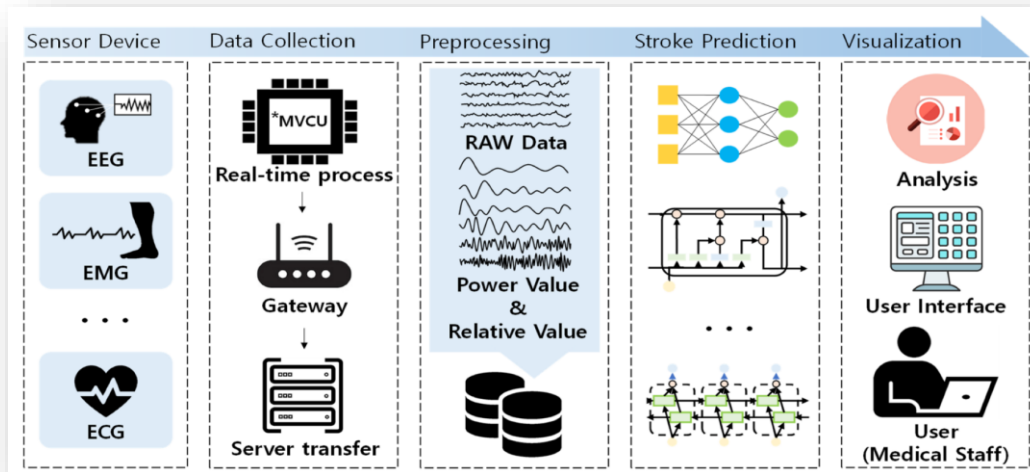 Sensor Device
Data Collection
Preprocessing
Stroke Prediction
Visualization
EEG
EMG
. . .
ECG
*MVCU
Real-time process
Gateway
Server transfer
RAW Data
Power Value
&
Relative Value
. . .
Analysis
User Interface
User
(Medical Staff)